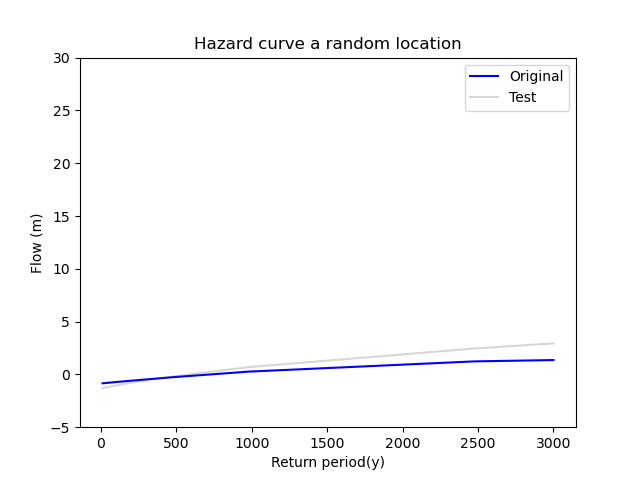 Hazard curve a random location
Original
Test
30
25
20
15
10
5
0
−5
Flow (m)
0 500 1000 1500 2000 2500 3000
Return period(y)